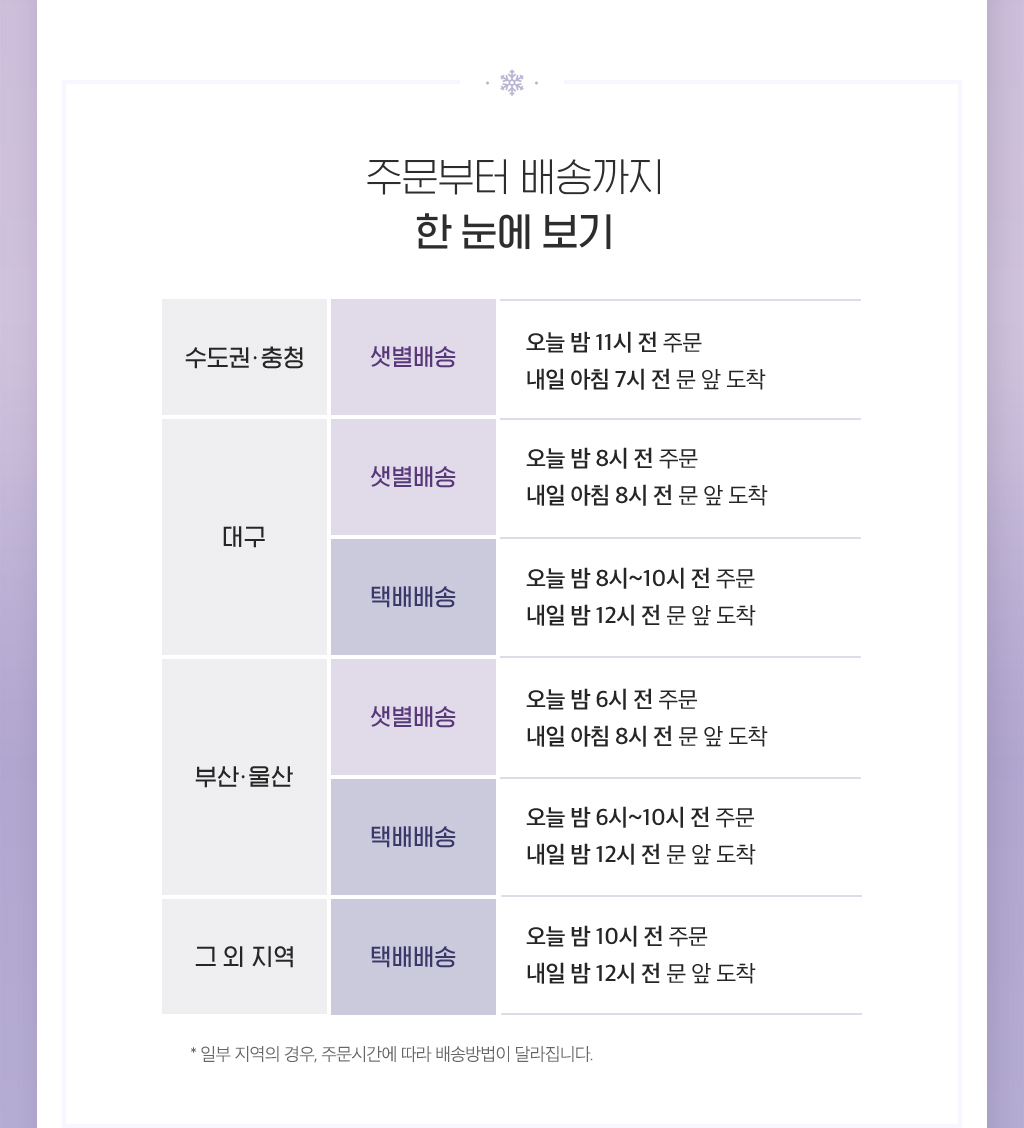 주문부터 배송까지
한 눈에 보기
수도권·충청
샛별배송
오늘 밤 11시 전 주문
내일 아침 7시 전 문 앞 도착
대구
샛별배송
오늘 밤 8시 전 주문
내일 아침 8시 전 문 앞 도착
택배배송
오늘 밤 8시~10시 전 주문
내일 밤 12시 전 문 앞 도착
부산·울산
샛별배송
오늘 밤 6시 전 주문
내일 아침 8시 전 문 앞 도착
택배배송
오늘 밤 6시~10시 전 주문
내일 밤 12시 전 문 앞 도착
그 외 지역
택배배송
오늘 밤 10시 전 주문
내일 밤 12시 전 문 앞 도착
* 일부 지역의 경우, 주문시간에 따라 배송방법이 달라집니다.